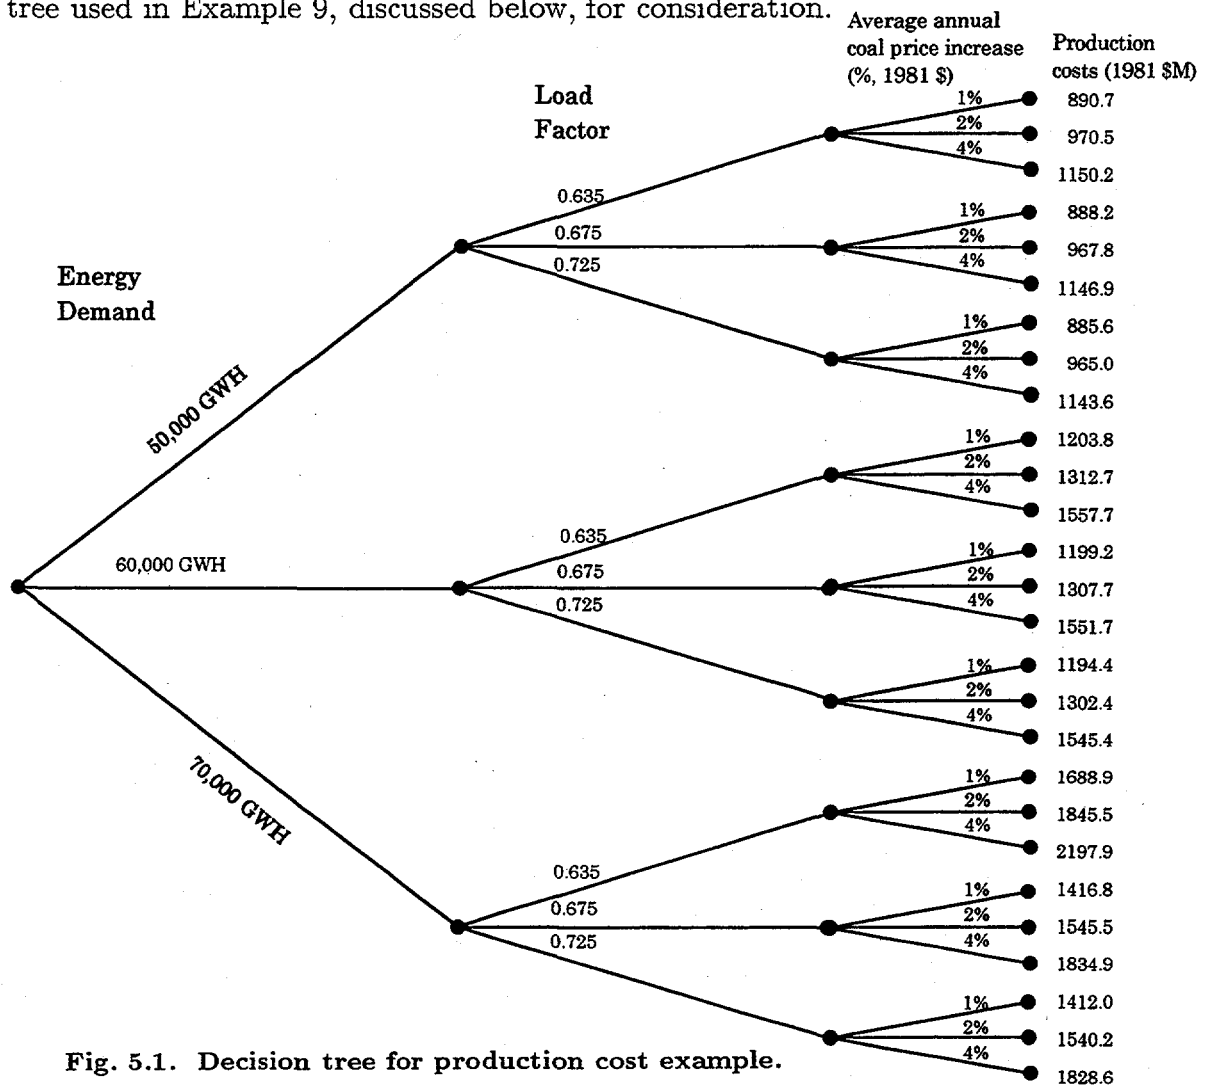 tree used in Example 9, discussed below, for consideration.
Average annual
coal price increase
(%, 1981 $)
Production
costs (1981 $M)
Load
Factor
Energy
Demand
50,000 GWH
0.635
1% 890.7
2% 970.5
4% 1150.2
0.675
1% 888.2
2% 967.8
4% 1146.9
0.725
1% 885.6
2% 965.0
4% 1143.6
60,000 GWH
0.635
1% 1203.8
2% 1312.7
4% 1557.7
0.675
1% 1199.2
2% 1307.7
4% 1551.7
0.725
1% 1194.4
2% 1302.4
4% 1545.4
70,000 GWH
0.635
1% 1688.9
2% 1845.5
4% 2197.9
0.675
1% 1416.8
2% 1545.5
4% 1834.9
0.725
1% 1412.0
2% 1540.2
4% 1828.6
Fig. 5.1. Decision tree for production cost example.